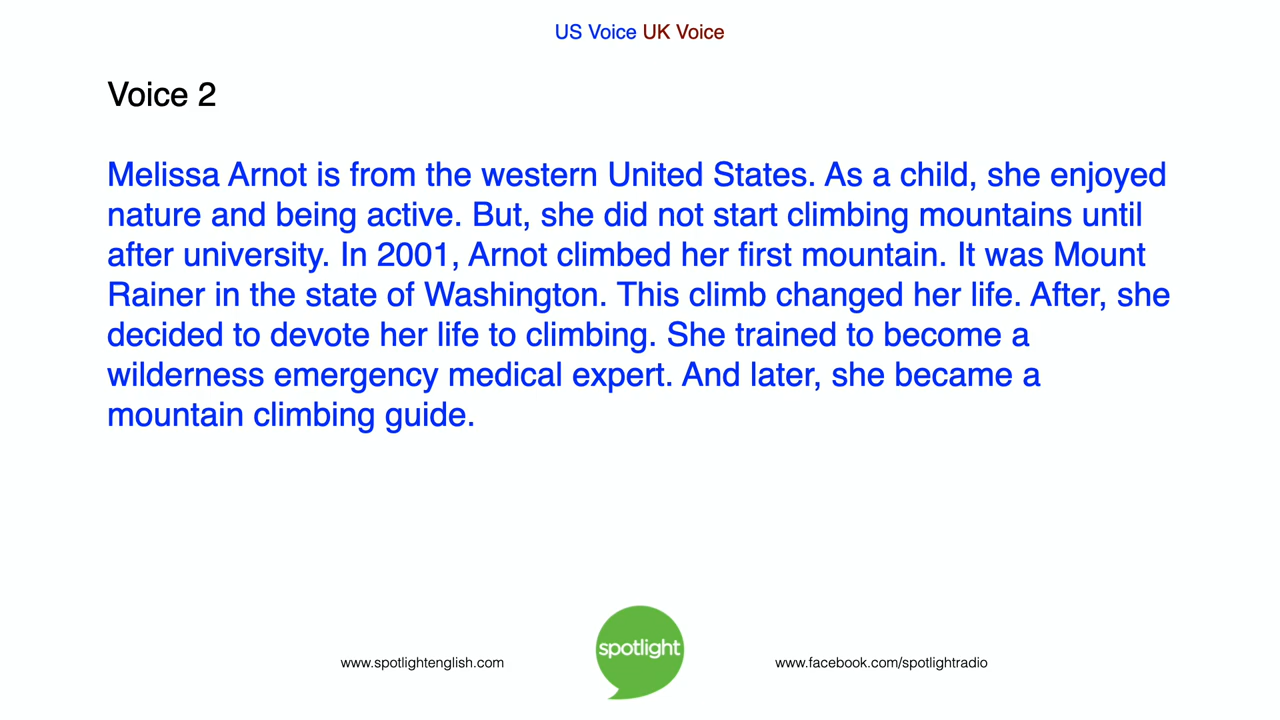 US Voice UK Voice
Voice 2
Melissa Arnot is from the western United States. As a child, she enjoyed
nature and being active. But, she did not start climbing mountains until
after university. In 2001, Arnot climbed her first mountain. It was Mount
Rainer in the state of Washington. This climb changed her life. After, she
decided to devote her life to climbing. She trained to become a
wilderness emergency medical expert. And later, she became a
mountain climbing guide.
www.spotlightenglish.com
spotlight
www.facebook.com/spotlightradio